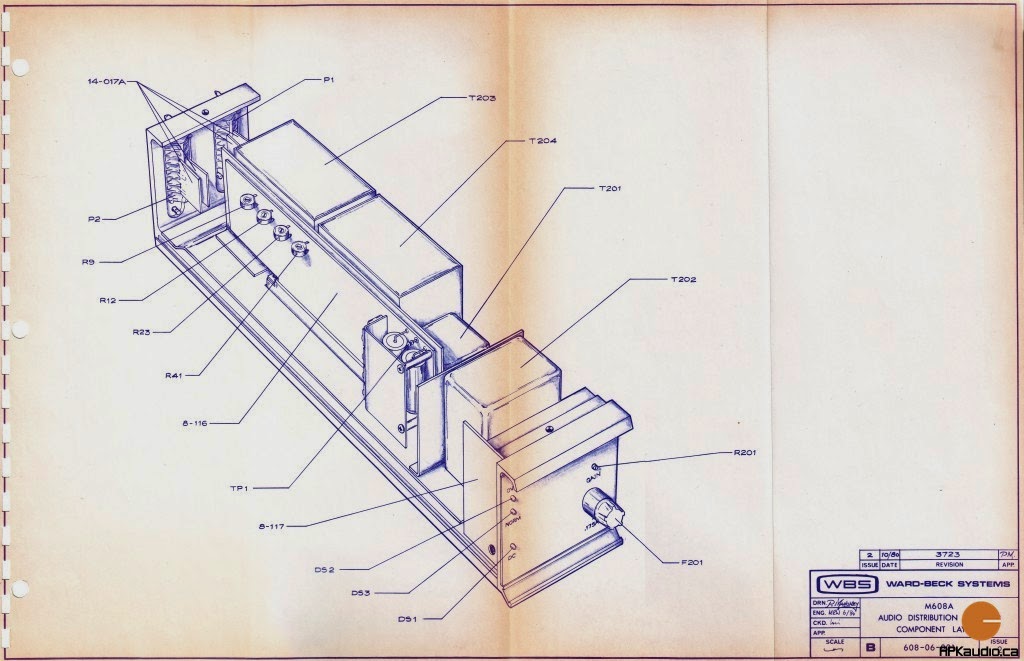 14-017A
P1
T203
T204
T201
P2
T202
R9
R12
R23
R41
8-116
R201
GAIN
TP1
8-117
NORM
DS2
F201
DS3
DS1
2 10/80 3723
ISSUE DATE REVISION APP.
WBS WARD-BECK SYSTEMS
DRN.
ENG.
CKD.
APP.
M608A
AUDIO DISTRIBUTION
COMPONENT
SCALE
B
608-06-
ISSUE
APKaudio.ca